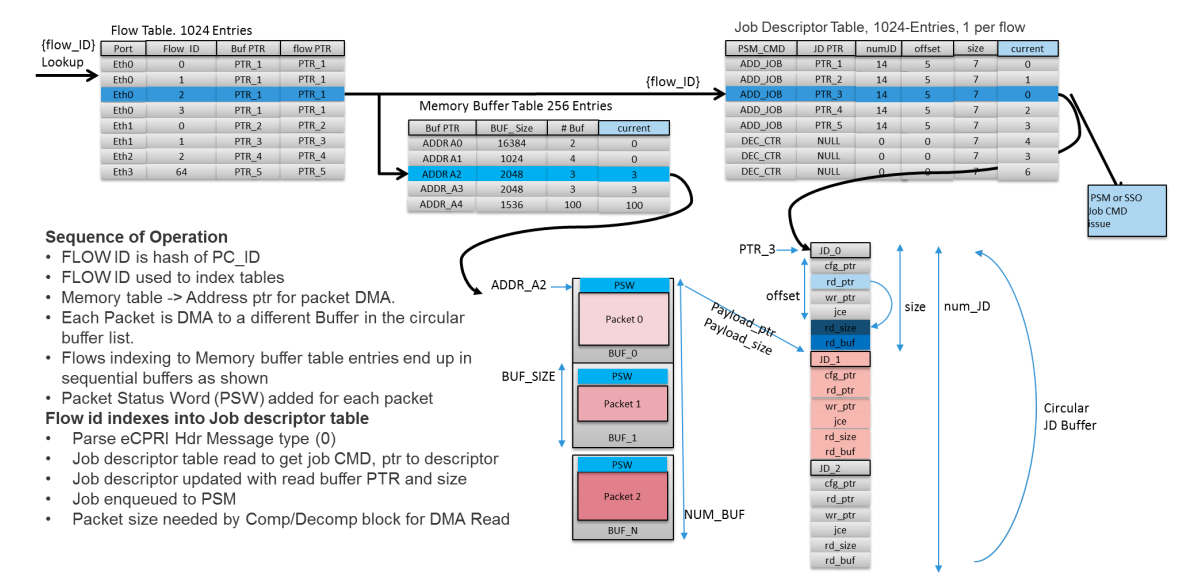 Flow Table. 1024 Entries
{flow_ID}
Lookup
Port Flow ID Buf PTR flow PTR
Eth0 0 PTR_1 PTR_1
Eth0 1 PTR_1 PTR_1
Eth0 2 PTR_1 PTR_1
Eth0 3 PTR_1 PTR_1
Eth1 0 PTR_2 PTR_2
Eth1 1 PTR_3 PTR_3
Eth2 2 PTR_4 PTR_4
Eth3 64 PTR_5 PTR_5
Memory Buffer Table 256 Entries
Buf PTR BUF_ Size # Buf current
ADDR A0 16384 2 0
ADDR A1 1024 4 0
ADDR A2 2048 3 3
ADDR_A3 2048 3 3
ADDR_A4 1536 100 100
{flow_ID}
Job Descriptor Table, 1024-Entries, 1 per flow
PSM_CMD JD PTR numJD offset size current
ADD_JOB PTR_1 14 5 7 0
ADD_JOB PTR_2 14 5 7 1
ADD_JOB PTR_3 14 5 7 0
ADD_JOB PTR_4 14 5 7 2
ADD_JOB PTR_5 14 5 7 3
DEC_CTR NULL 0 0 7 4
DEC_CTR NULL 0 0 7 3
DEC_CTR NULL 0 0 7 6
PSM or SSO
Job CMD
issue
Sequence of Operation
• FLOW ID is hash of PC_ID
• FLOW ID used to index tables
• Memory table -> Address ptr for packet DMA.
• Each Packet is DMA to a different Buffer in the circular
buffer list.
• Flows indexing to Memory buffer table entries end up in
sequential buffers as shown
• Packet Status Word (PSW) added for each packet
Flow id indexes into Job descriptor table
• Parse eCPRI Hdr Message type (0)
• Job descriptor table read to get job CMD, ptr to descriptor
• Job descriptor updated with read buffer PTR and size
• Job enqueued to PSM
• Packet size needed by Comp/Decomp block for DMA Read
ADDR_A2
PSW
Packet 0
BUF_0
BUF_SIZE
PSW
Packet 1
BUF_1
PSW
Packet 2
BUF_N
NUM_BUF
Payload_ptr
Payload_size
PTR_3
offset
JD_0
cfg_ptr
rd_ptr
wr_ptr
jce
rd_size
rd_buf
JD_1
cfg_ptr
rd_ptr
wr_ptr
jce
rd_size
rd_buf
JD_2
cfg_ptr
rd_ptr
wr_ptr
jce
rd_size
rd_buf
size
num_JD
Circular
JD Buffer